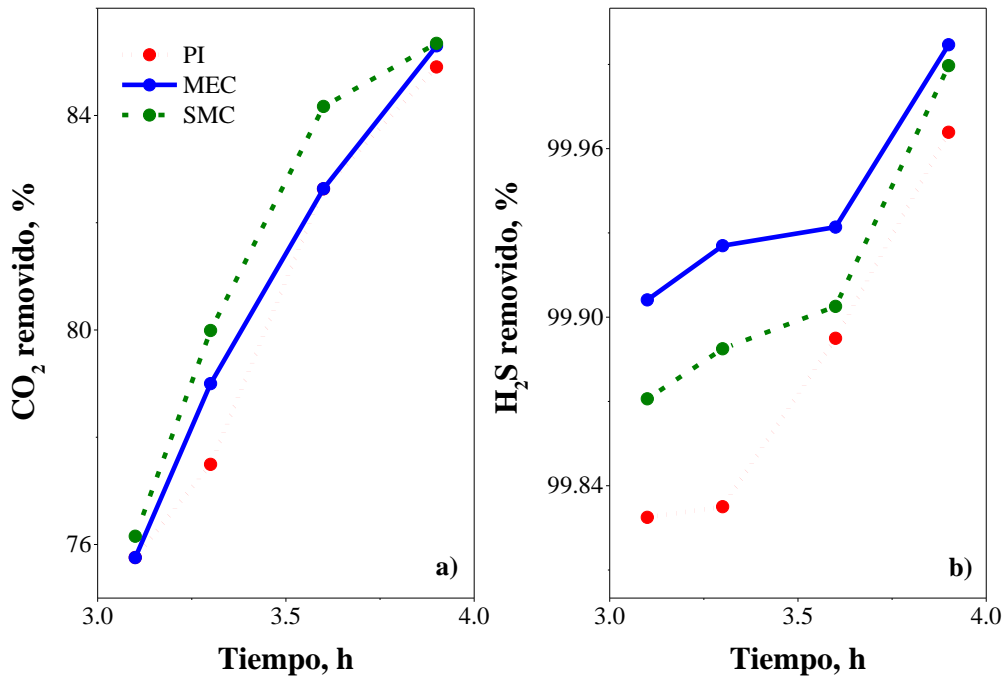 PI
MEC
SMC
84
80
76
CO₂ removido, %
a)
3.0
3.5
4.0
Tiempo, h
99.96
99.90
99.84
H₂S removido, %
b)
3.0
3.5
4.0
Tiempo, h